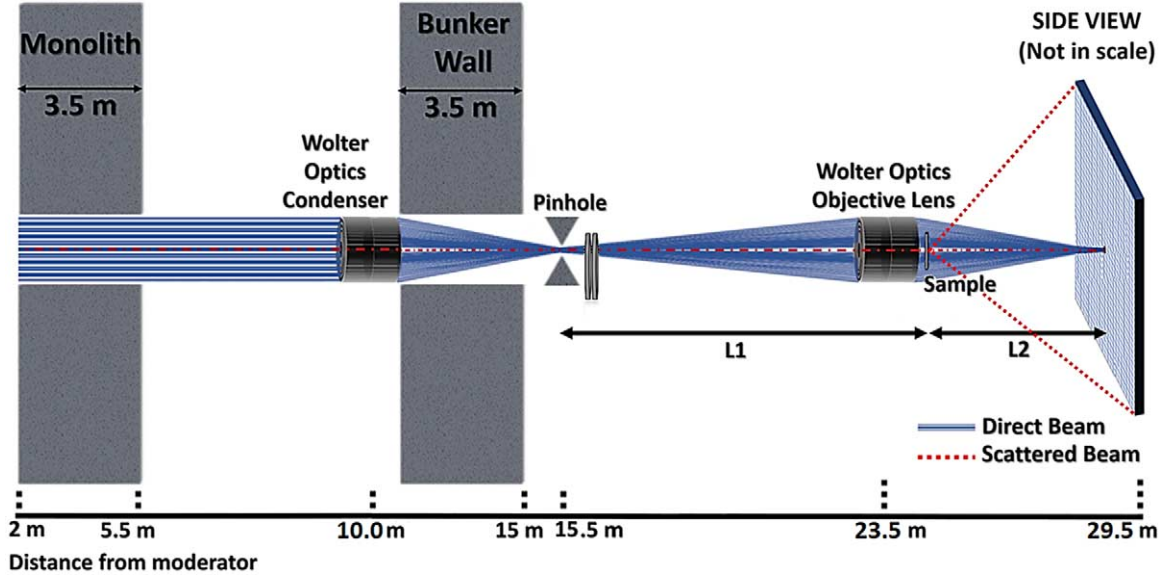 Monolith
3.5 m
Bunker
Wall
3.5 m
SIDE VIEW
(Not in scale)
Wolter
Optics
Condenser
Pinhole
Wolter Optics
Objective Lens
Sample
L1
L2
Direct Beam
Scattered Beam
2 m
5.5 m
10.0 m
15 m
15.5 m
23.5 m
29.5 m
Distance from moderator